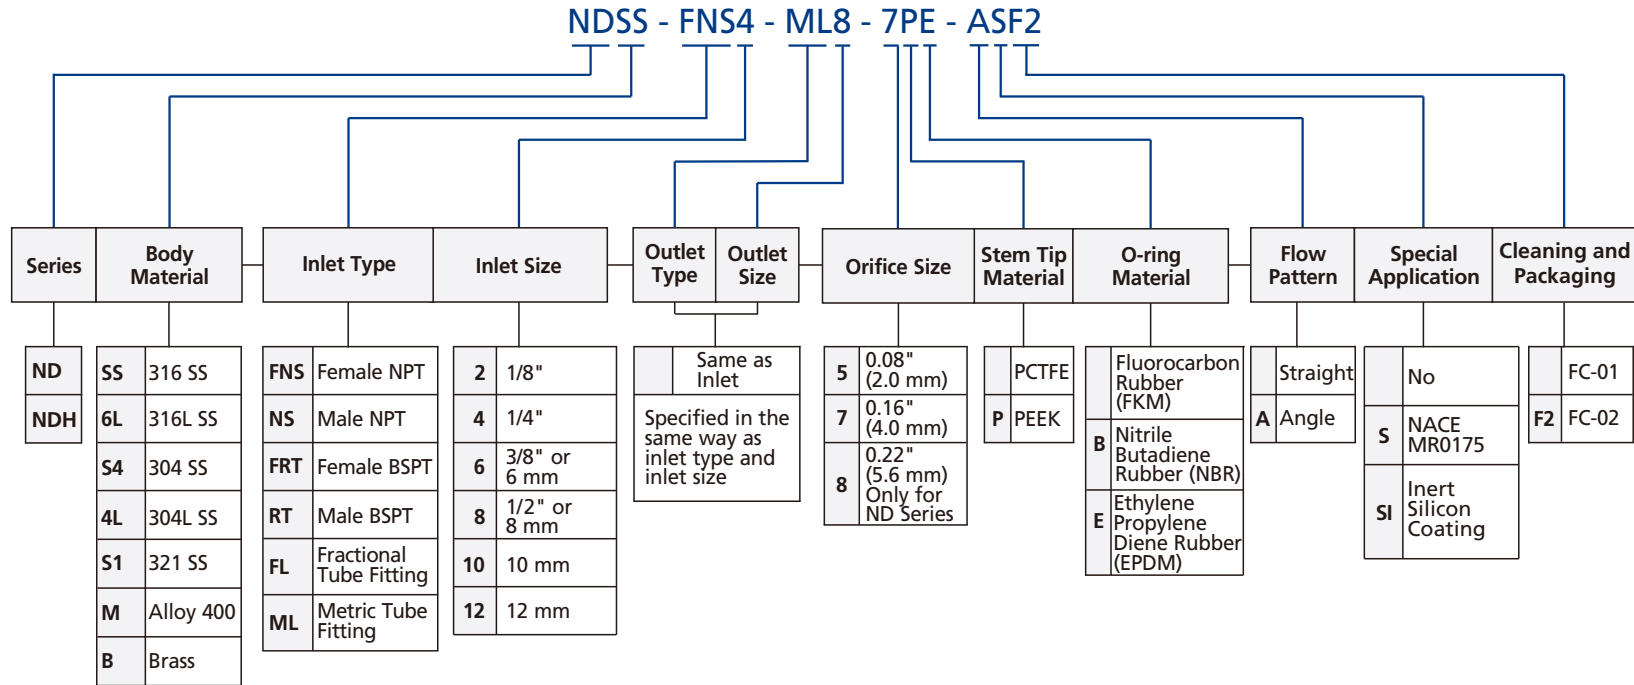 NDSS - FNS4 - ML8 - 7PE - ASF2
Series
Body
Material
Inlet Type
Inlet Size
Outlet
Type
Outlet
Size
Orifice Size
Stem Tip
Material
O-ring
Material
Flow
Pattern
Special
Application
Cleaning and
Packaging
ND
NDH
SS 316 SS
6L 316L SS
S4 304 SS
4L 304L SS
S1 321 SS
M Alloy 400
B Brass
FNS Female NPT
NS Male NPT
FRT Female BSPT
RT Male BSPT
FL Fractional
Tube Fitting
ML Metric Tube
Fitting
2 1/8"
4 1/4"
6 3/8" or
6 mm
8 1/2" or
8 mm
10 10 mm
12 12 mm
Same as
Inlet
Specified in the
same way as
inlet type and
inlet size
5 0.08"
(2.0 mm)
7 0.16"
(4.0 mm)
8 0.22"
(5.6 mm)
Only for
ND Series
PCTFE
P PEEK
Fluorocarbon
Rubber
(FKM)
B Nitrile
Butadiene
Rubber (NBR)
E Ethylene
Propylene
Diene Rubber
(EPDM)
Straight
A Angle
No
S NACE
MR0175
SI Inert
Silicon
Coating
FC-01
F2 FC-02